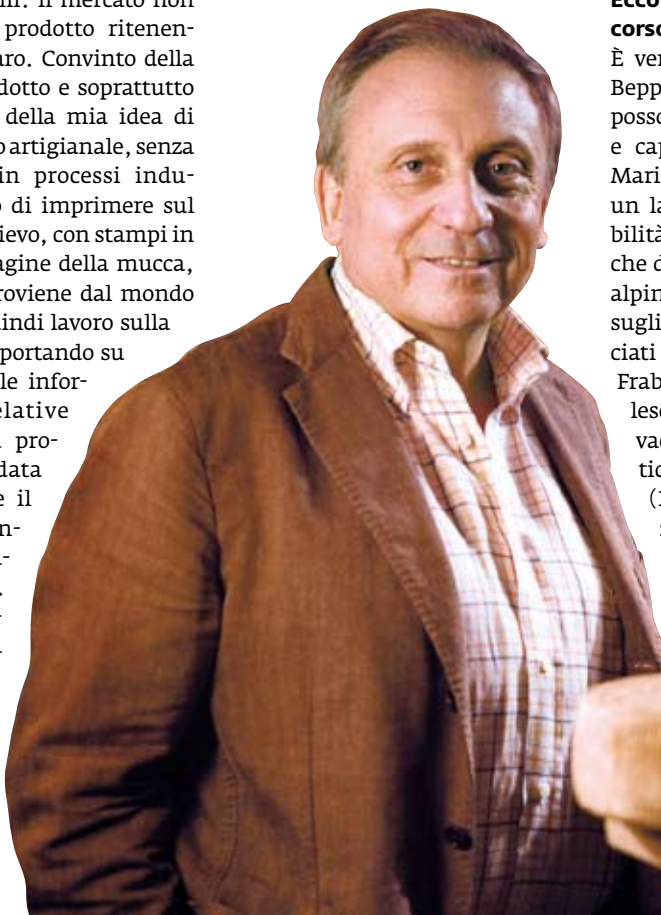 Il mercato non
prodotto ritenen-
aro. Convinto della
dotto e soprattutto
della mia idea di
o artigianale, senza
in processi indu-
o di imprimere sul
ievo, con stampi in
agine della mucca,
roviene dal mondo
indi lavoro sulla
portando su
le infor-
elative
pro-
data
e il
n-
corso
È ver
Bepp
posso
e cap
Mari
un la
bilità
che d
alpin
sugli
ciati
Frab
lese
vac
tic